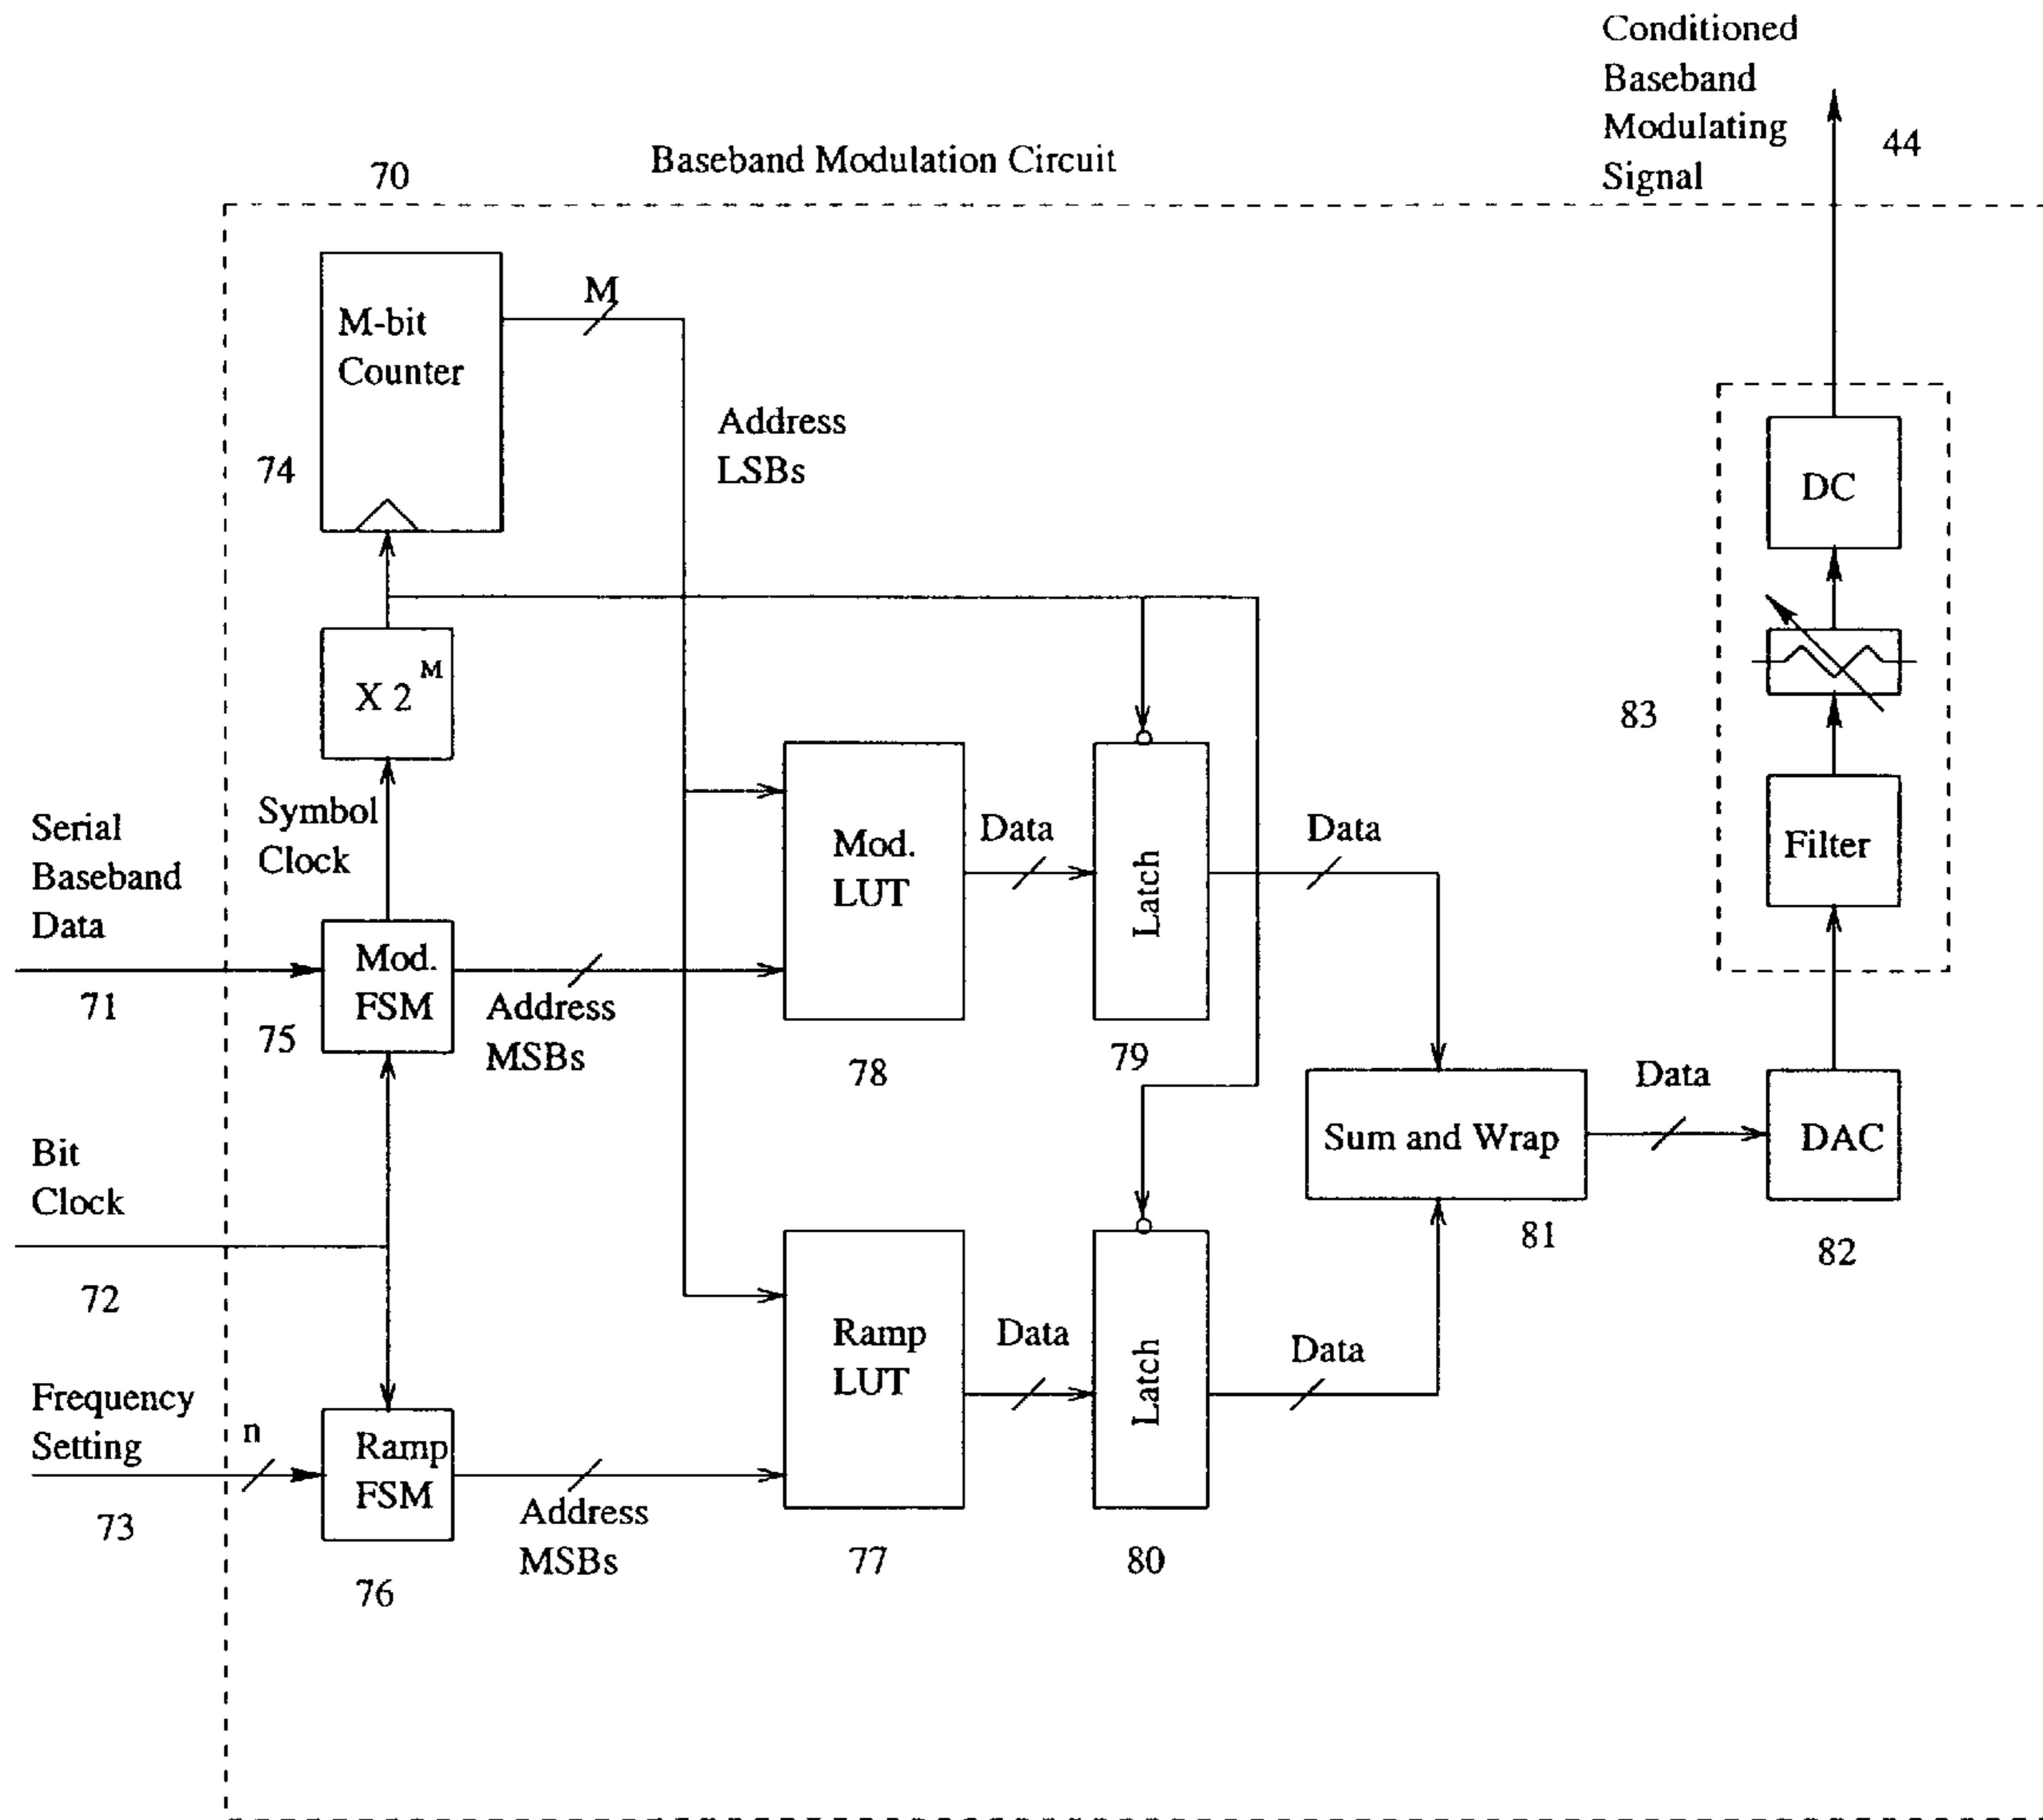 Conditioned
Baseband
Modulating
Signal
44
Baseband Modulation Circuit
70
M-bit
Counter
M
74
Address
LSBs
DC
X 2 M
83
Symbol
Clock
Serial
Baseband
Data
71
Mod.
FSM
75
Address
MSBs
Mod.
LUT
78
Data
Latch
79
Data
Filter
Bit
Clock
72
Sum and Wrap
81
Data
DAC
82
Frequency
Setting
n
73
Ramp
FSM
76
Address
MSBs
Ramp
LUT
77
Data
Latch
80
Data